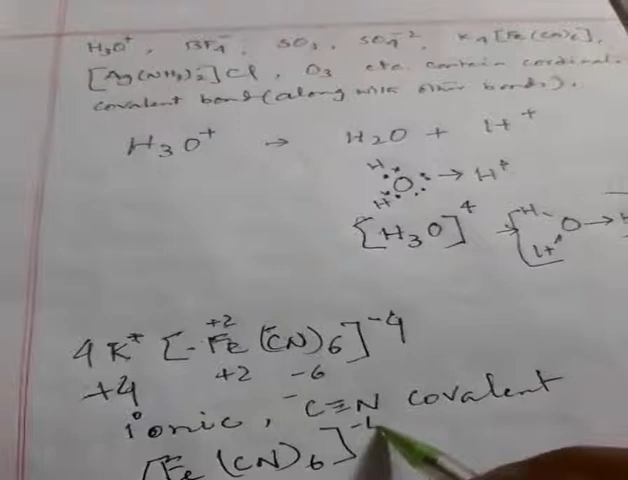 H₃O⁺, BF₄⁻, SO₃, SO₄⁻², K₄[Fe(CN)₆],
[Ag(NH₃)₂]Cl, O₃ etc. contain cordinat
covalent bond (along with other bonds).
H₃O⁺ → H₂O + H⁺
H
O → H⁺
H
[H₃O]⁺ → [H O → H
H
+2
4K⁺ [Fe(CN)6]⁻⁴
+4 +2 -6
ionic, ⁻C≡N covalent
[Fe(CN)6]⁻⁴